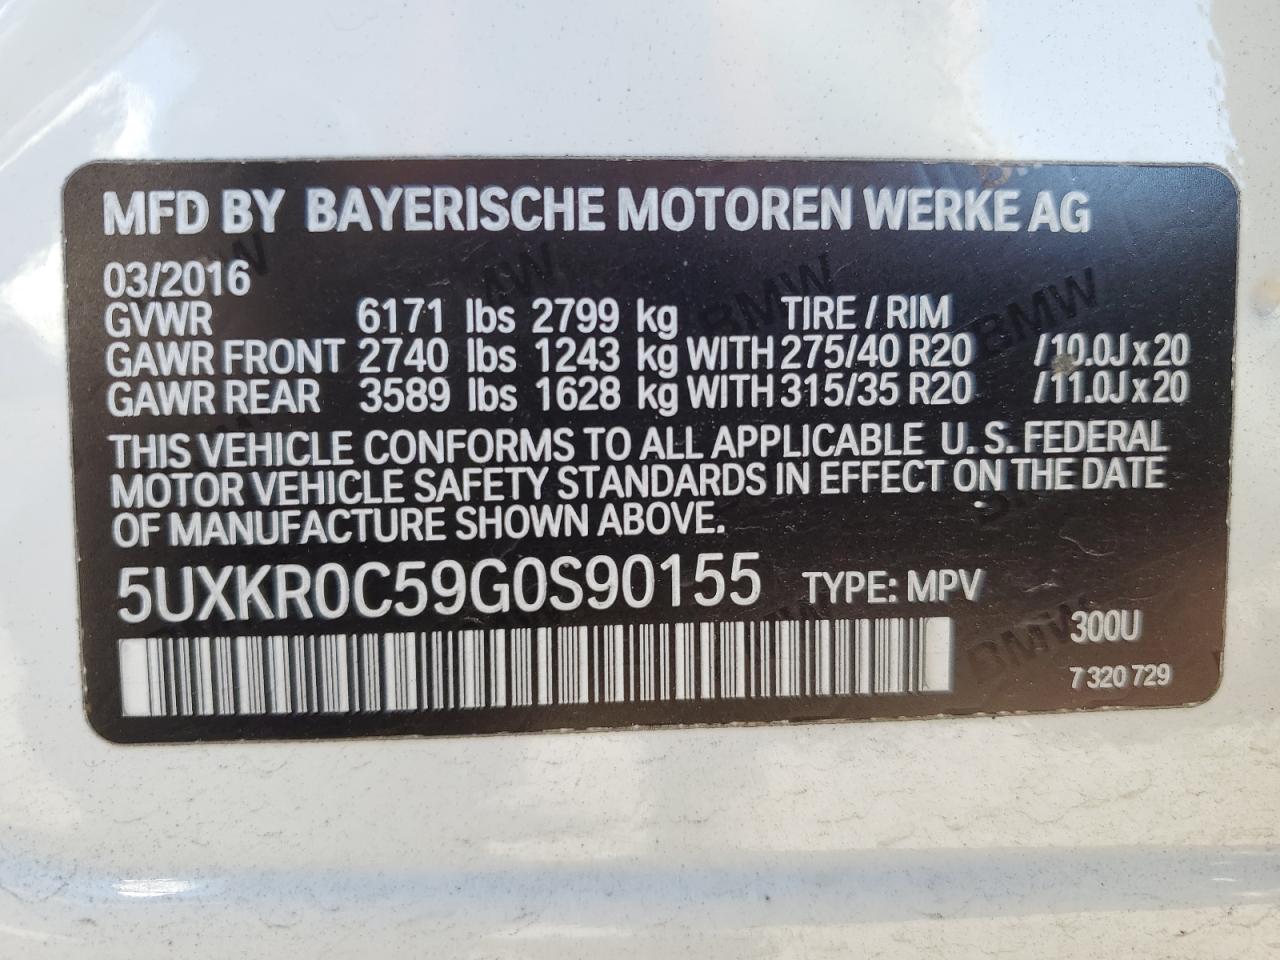 MFD BY BAYERISCHE MOTOREN WERKE AG
03/2016
GVWR 6171 lbs 2799 kg TIRE / RIM
GAWR FRONT 2740 lbs 1243 kg WITH 275/40 R20 /10.0J x 20
GAWR REAR 3589 lbs 1628 kg WITH 315/35 R20 /11.0J x 20
THIS VEHICLE CONFORMS TO ALL APPLICABLE U. S. FEDERAL
MOTOR VEHICLE SAFETY STANDARDS IN EFFECT ON THE DATE
OF MANUFACTURE SHOWN ABOVE.
5UXKR0C59G0S90155 TYPE: MPV
300U
7 320 729